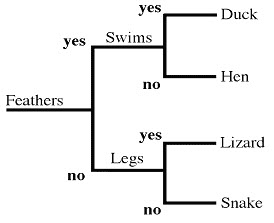 yes
Duck
yes
Swims
no
Hen
Feathers
yes
Lizard
Legs
no
no
Snake